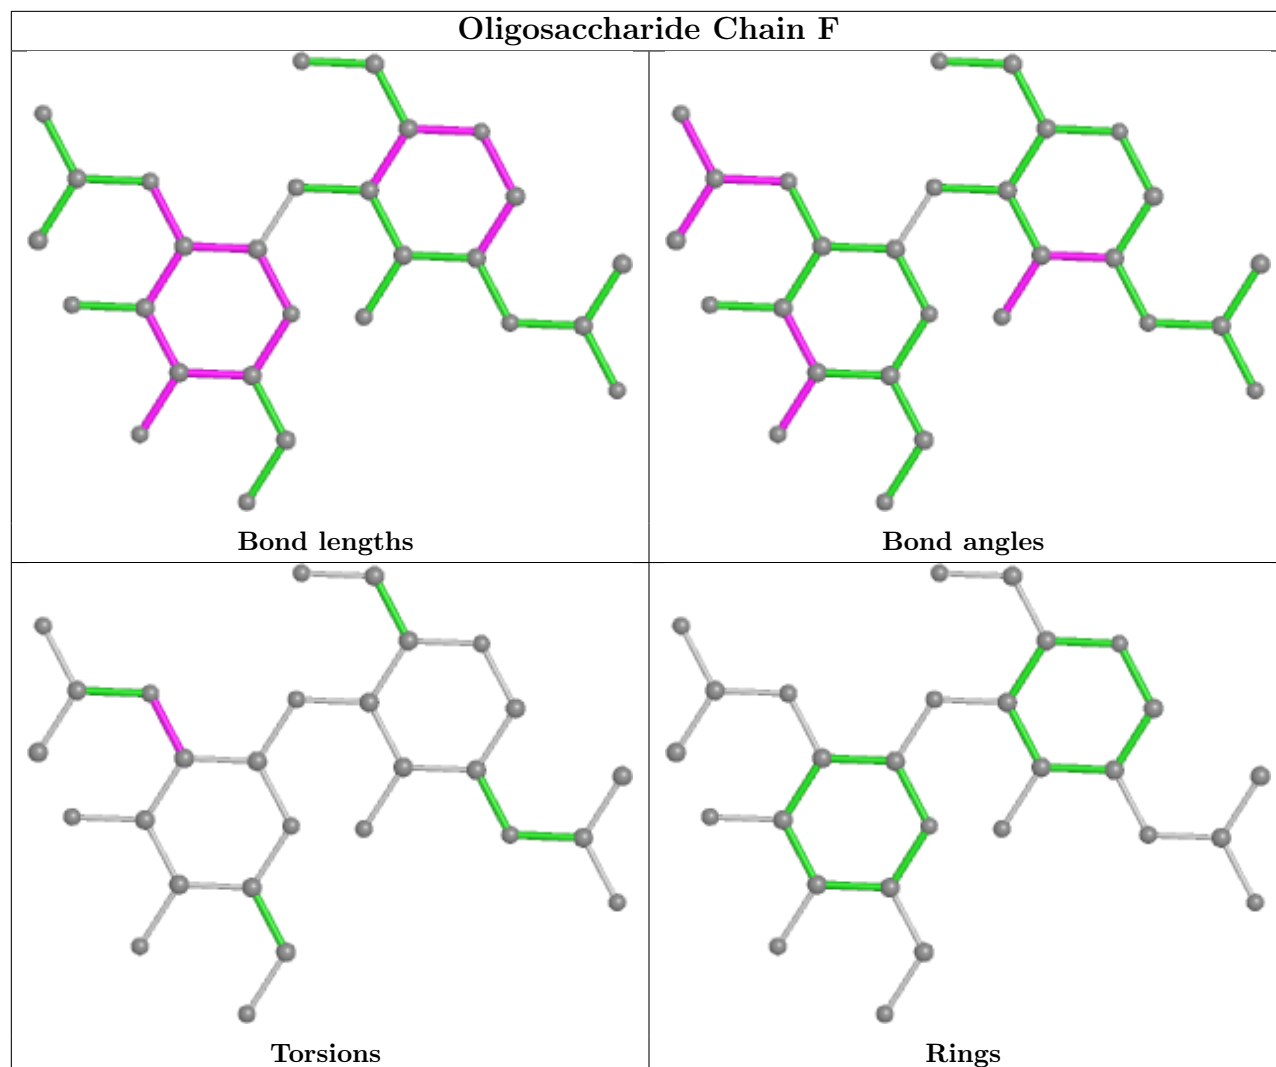 Oligosaccharide Chain F
Bond lengths
Bond angles
Torsions
Rings